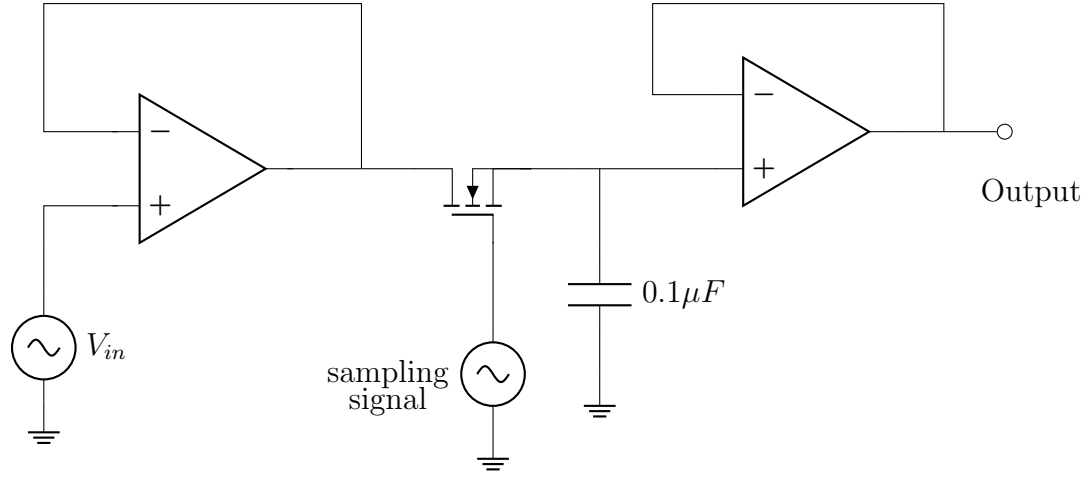 −
+
−
+
Output
0.1μF
V_in
sampling
signal